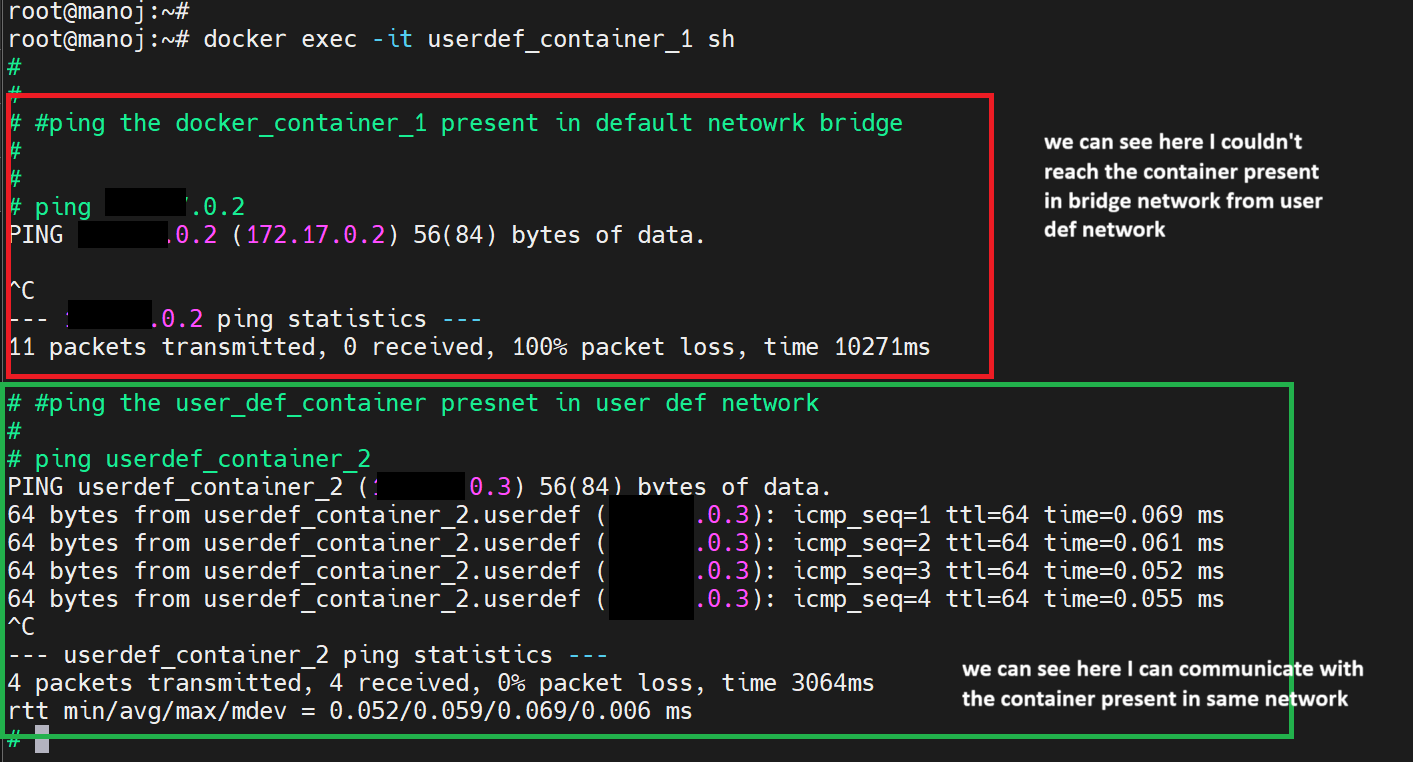 root@manoj:~#
root@manoj:~# docker exec -it userdef_container_1 sh
#
#
# #ping the docker_container_1 present in default netowrk bridge
#
#
# ping .0.2
PING .0.2 (172.17.0.2) 56(84) bytes of data.
^C
--- .0.2 ping statistics ---
11 packets transmitted, 0 received, 100% packet loss, time 10271ms
we can see here I couldn't
reach the container present
in bridge network from user
def network
# #ping the user_def_container presnet in user def network
#
# ping userdef_container_2
PING userdef_container_2 ( 0.3) 56(84) bytes of data.
64 bytes from userdef_container_2.userdef ( .0.3): icmp_seq=1 ttl=64 time=0.069 ms
64 bytes from userdef_container_2.userdef ( .0.3): icmp_seq=2 ttl=64 time=0.061 ms
64 bytes from userdef_container_2.userdef ( .0.3): icmp_seq=3 ttl=64 time=0.052 ms
64 bytes from userdef_container_2.userdef ( .0.3): icmp_seq=4 ttl=64 time=0.055 ms
^C
--- userdef_container_2 ping statistics ---
4 packets transmitted, 4 received, 0% packet loss, time 3064ms
rtt min/avg/max/mdev = 0.052/0.059/0.069/0.006 ms
#
we can see here I can communicate with
the container present in same network